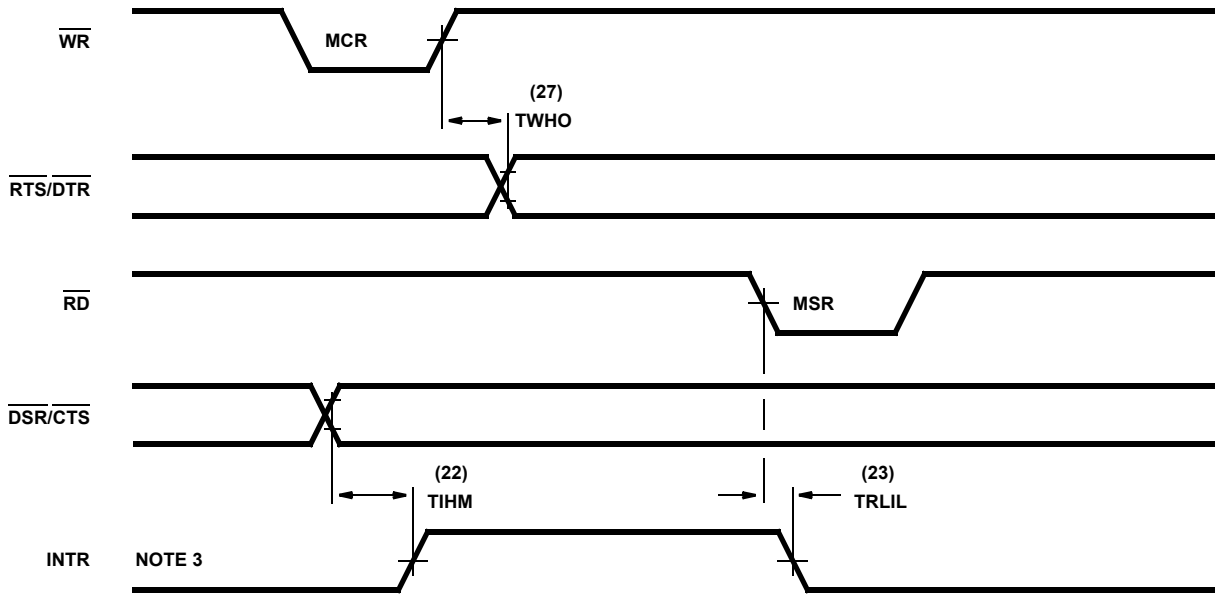 WR
MCR
(27)
TWHO
RTS/DTR
RD
MSR
DSR/CTS
(22)
TIHM
(23)
TRLIL
INTR
NOTE 3